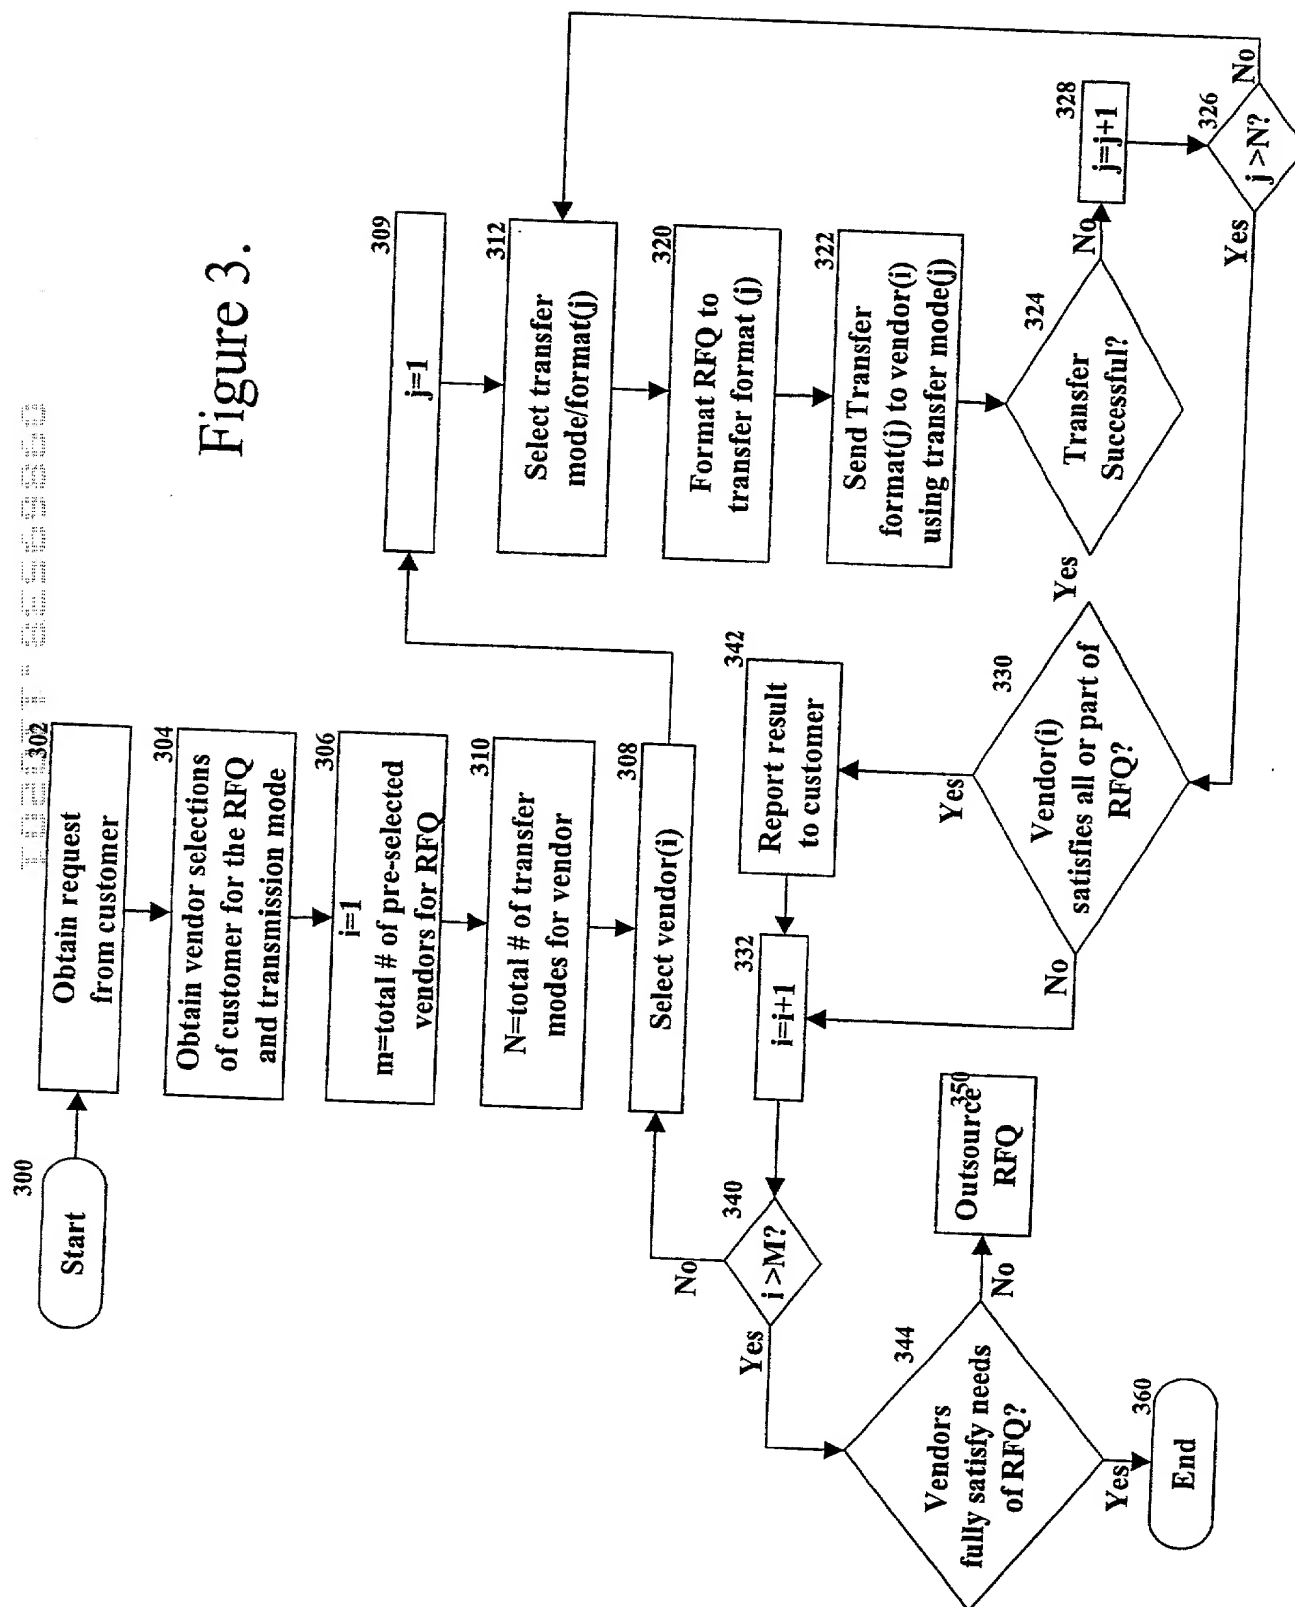 Figure 3.
300
Start
302
Obtain request
from customer
304
Obtain vendor selections
of customer for the RFQ
and transmission mode
306
i=1
m=total # of pre-selected
vendors for RFQ
310
N=total # of transfer
modes for vendor
308
Select vendor(i)
309
j=1
312
Select transfer
mode/format(j)
320
Format RFQ to
transfer format (j)
322
Send Transfer
format(j) to vendor(i)
using transfer mode(j)
324
Transfer
Successful?
No
Yes
328
j=j+1
326
j >N?
No
Yes
330
Vendor(i)
satisfies all or part of
RFQ?
Yes
No
342
Report result
to customer
332
i=i+1
340
i >M?
No
Yes
344
Vendors
fully satisfy needs
of RFQ?
No
Yes
350
Outsource
RFQ
360
End